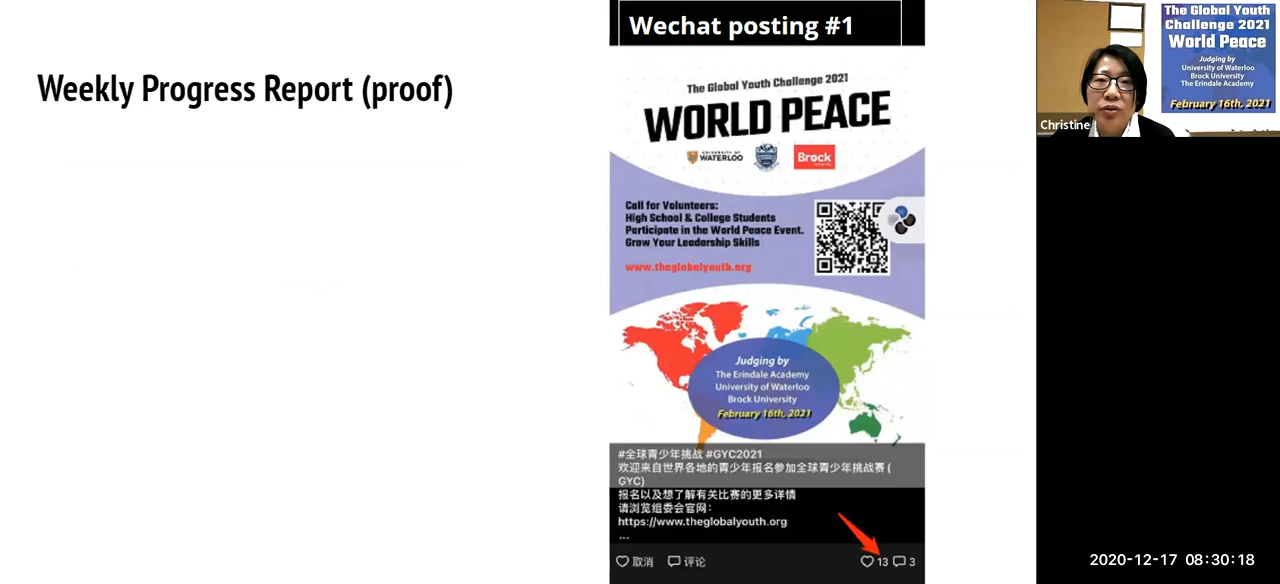 Wechat posting #1
Weekly Progress Report (proof)
The Global Youth Challenge 2021
WORLD PEACE
UNIVERSITY OF
WATERLOO
Brock
University
Call for Volunteers:
High School & College Students
Participate in the World Peace Event.
Grow Your Leadership Skills
www.theglobalyouth.org
Judging by
The Erindale Academy
University of Waterloo
Brock University
February 16th, 2021
#全球青少年挑战 #GYC2021
欢迎来自世界各地的青少年报名参加全球青少年挑战赛 (
GYC)
报名以及想了解有关比赛的更多详情
请浏览组委会官网:
https://www.theglobalyouth.org
...
取消 评论 13 3
The Global Youth
Challenge 2021
World Peace
Judging by
University of Waterloo
Brock University
The Erindale Academy
February 16th, 2021
Christine
2020-12-17 08:30:18